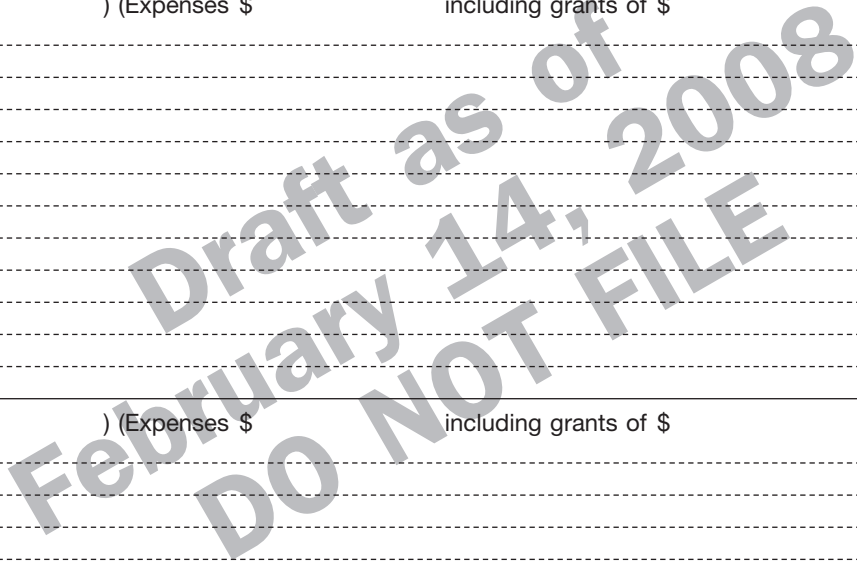 ) (Expenses $ including grants of $
Draft as of
February 14, 2008
DO NOT FILE
) (Expenses $ including grants of $